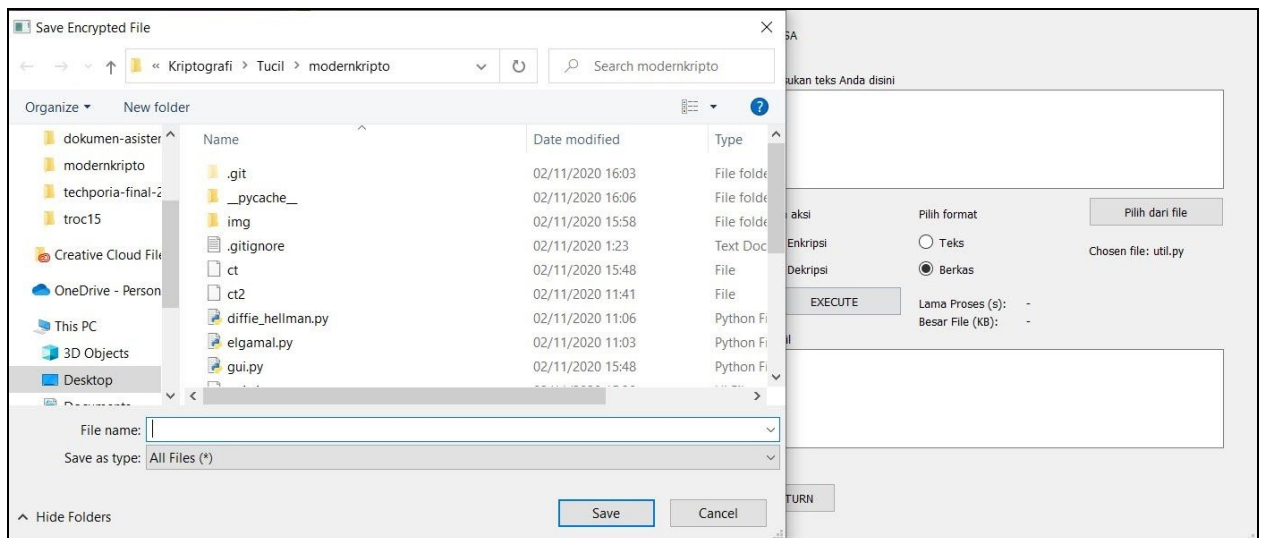 Save Encrypted File
« Kriptografi > Tucil > modernkripto
Search modernkripto
Organize
New folder
dokumen-asister
modernkripto
techporia-final-2
troc15
Creative Cloud File
OneDrive - Person
This PC
3D Objects
Desktop
Name Date modified Type
.git 02/11/2020 16:03 File folde
__pycache__ 02/11/2020 16:06 File folde
img 02/11/2020 15:58 File folde
.gitignore 02/11/2020 1:23 Text Doc
ct 02/11/2020 15:48 File
ct2 02/11/2020 11:41 File
diffie_hellman.py 02/11/2020 11:06 Python Fi
elgamal.py 02/11/2020 11:03 Python Fi
gui.py 02/11/2020 15:48 Python Fi
File name:
Save as type: All Files (*)
Hide Folders
Save
Cancel
SA
sukan teks Anda disini
aksi
Enkripsi
Dekripsi
EXECUTE
Pilih format
Teks
Berkas
Lama Proses (s): -
Besar File (KB): -
Pilih dari file
Chosen file: util.py
il
TURN